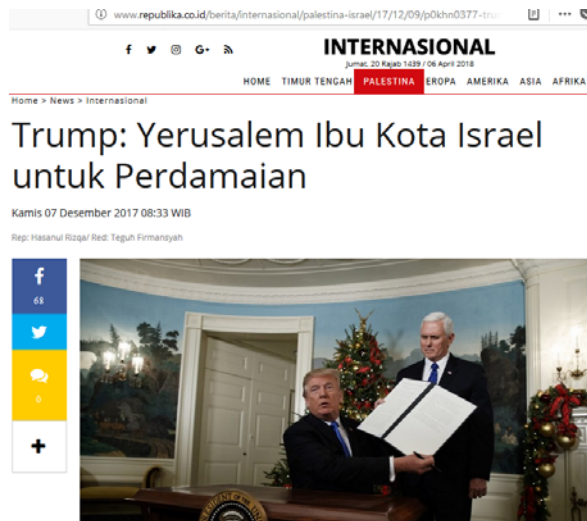 www.republika.co.id/berita/internasional/palestina-israel/17/12/09/p0khn0377-tru
INTERNASIONAL
Jumat, 20 Rajab 1439 / 06 April 2018
HOME TIMUR TENGAH PALESTINA EROPA AMERIKA ASIA AFRIKA
Home > News > Internasional
Trump: Yerusalem Ibu Kota Israel
untuk Perdamaian
Kamis 07 Desember 2017 08:33 WIB
Rep: Hasanul Rizqa/ Red: Teguh Firmansyah
68
0